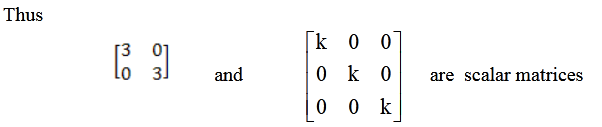 Thus
[3 0
0 3] and [k 0 0
0 k 0
0 0 k] are scalar matrices